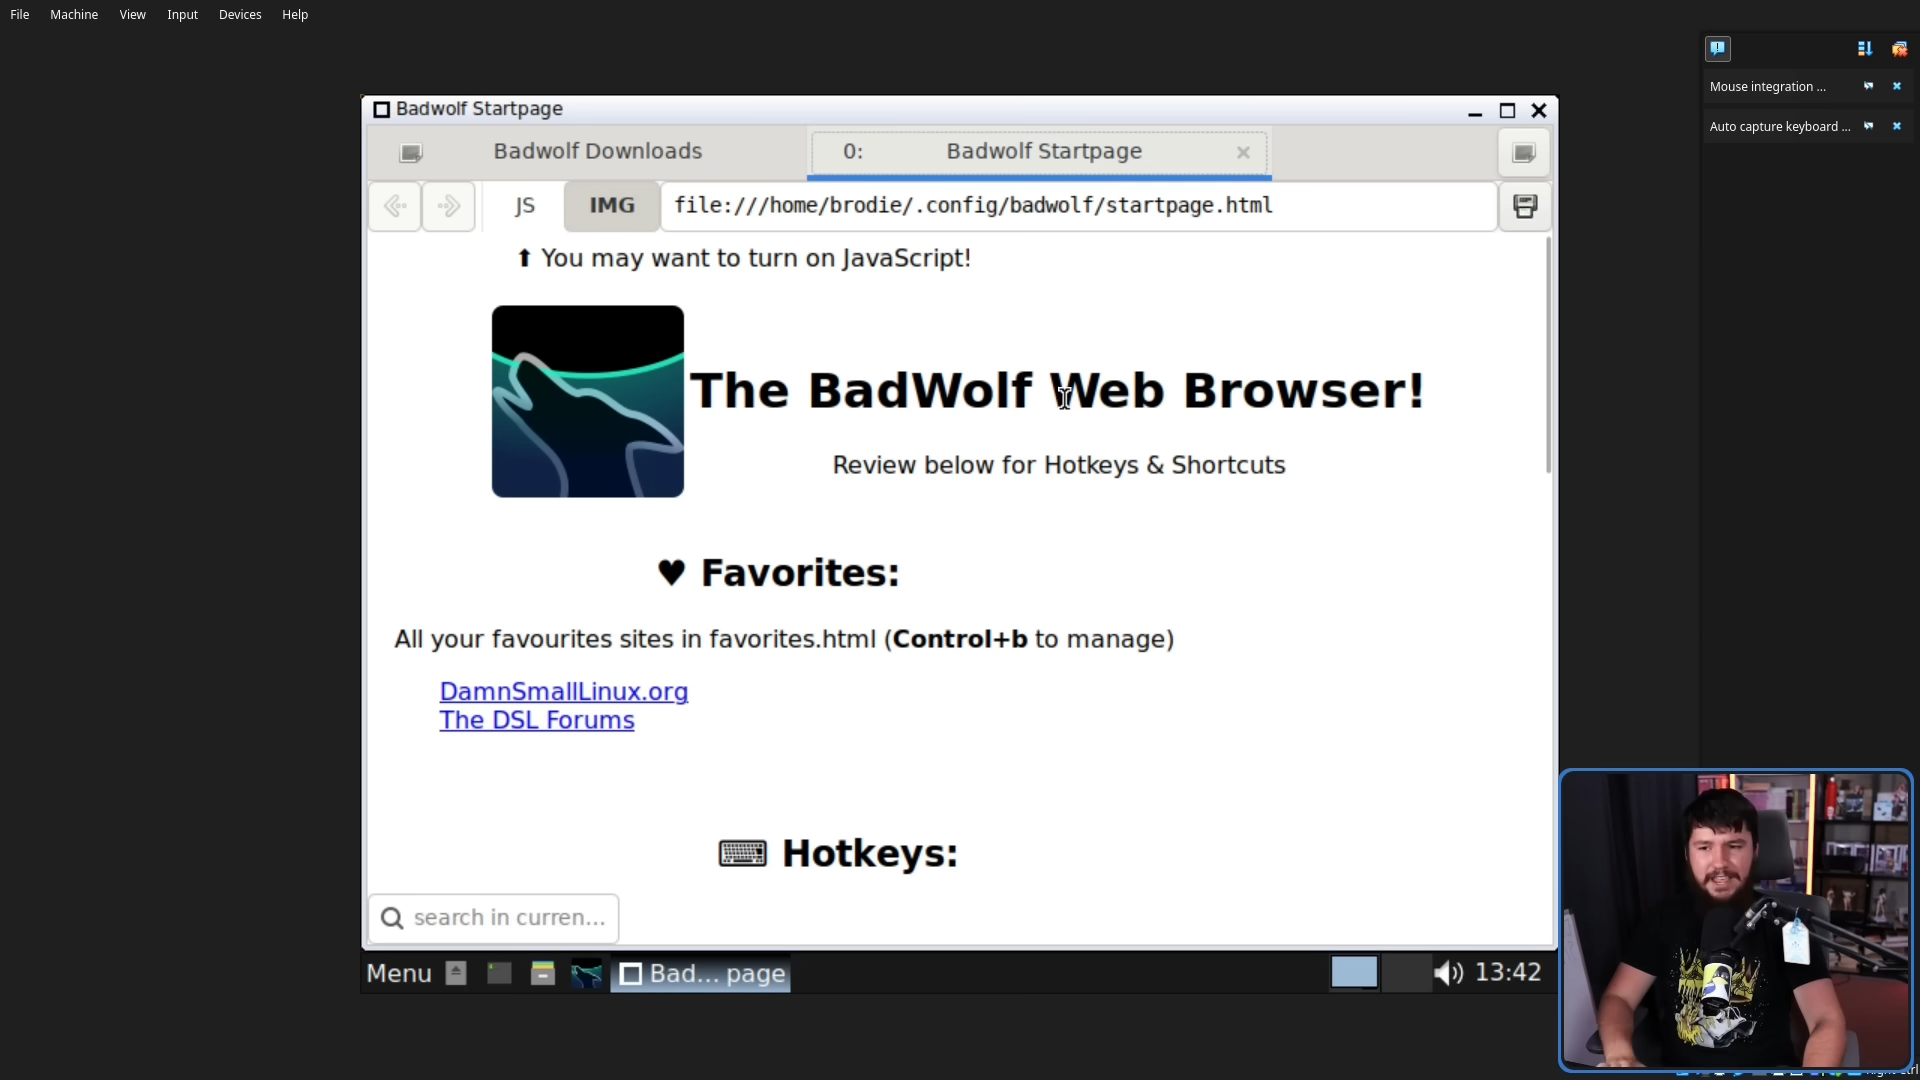 File Machine View Input Devices Help
Mouse integration ...
Auto capture keyboard ...
Badwolf Startpage
Badwolf Downloads
0: Badwolf Startpage
JS IMG file:///home/brodie/.config/badwolf/startpage.html
⬆ You may want to turn on JavaScript!
The BadWolf Web Browser!
Review below for Hotkeys & Shortcuts
♥ Favorites:
All your favourites sites in favorites.html (Control+b to manage)
DamnSmallLinux.org
The DSL Forums
⌨ Hotkeys:
search in curren...
Menu Bad... page 13:42